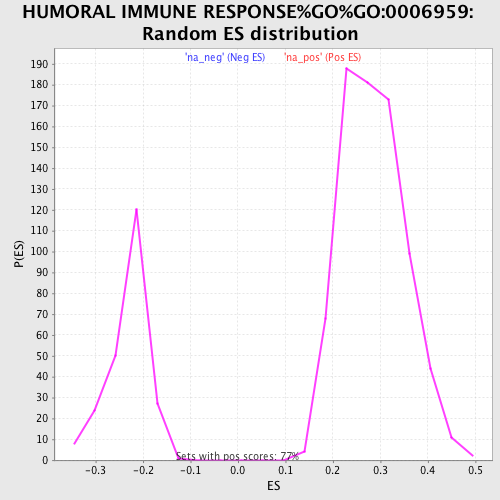 HUMORAL IMMUNE RESPONSE%GO%GO:0006959:
Random ES distribution
'na_neg' (Neg ES) 'na_pos' (Pos ES)
190
180
170
160
150
140
130
120
110
100
90
80
70
60
50
40
30
20
10
0
P(ES)
Sets with pos scores: 77%
-0.3 -0.2 -0.1 0.0 0.1 0.2 0.3 0.4 0.5
ES